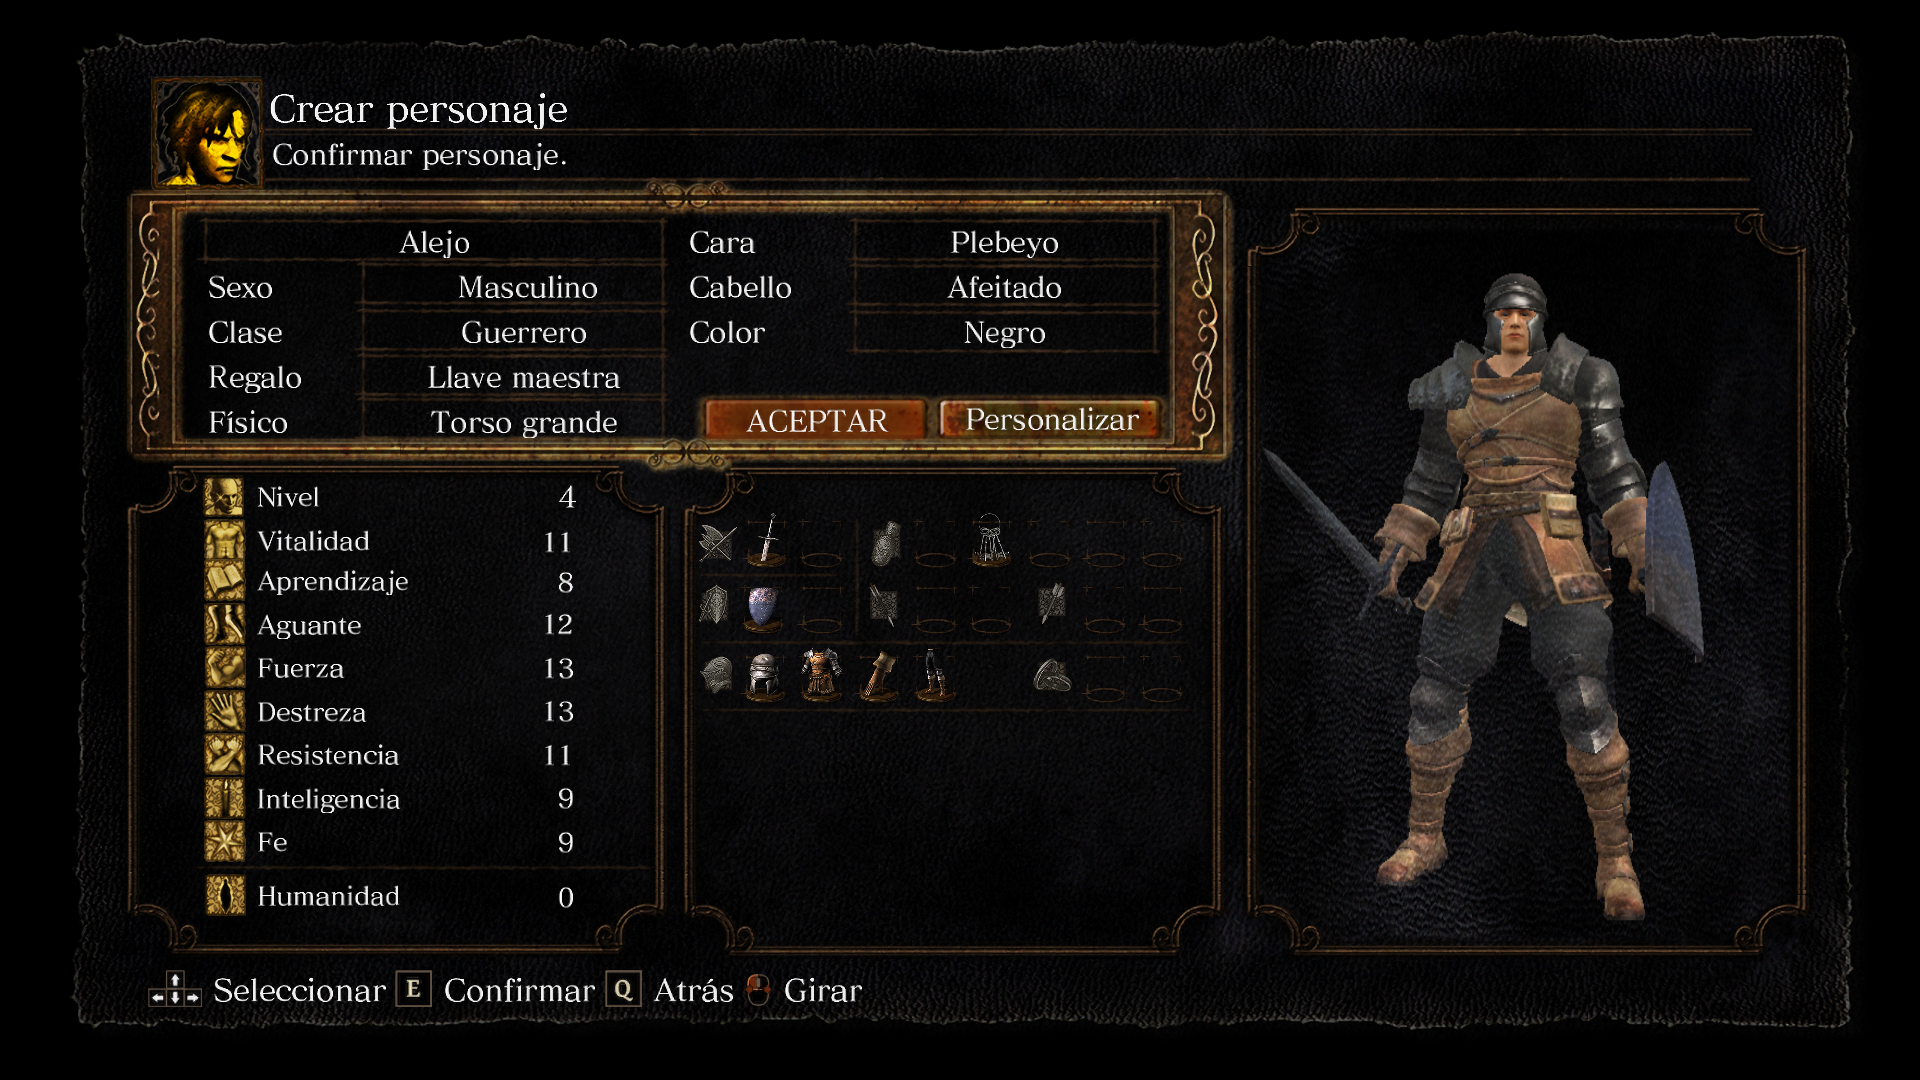 Crear personaje
Confirmar personaje.
Alejo
Sexo Masculino
Clase Guerrero
Regalo Llave maestra
Físico Torso grande
Cara Plebeyo
Cabello Afeitado
Color Negro
ACEPTAR Personalizar
Nivel 4
Vitalidad 11
Aprendizaje 8
Aguante 12
Fuerza 13
Destreza 13
Resistencia 11
Inteligencia 9
Fe 9
Humanidad 0
Seleccionar E Confirmar Q Atrás Girar